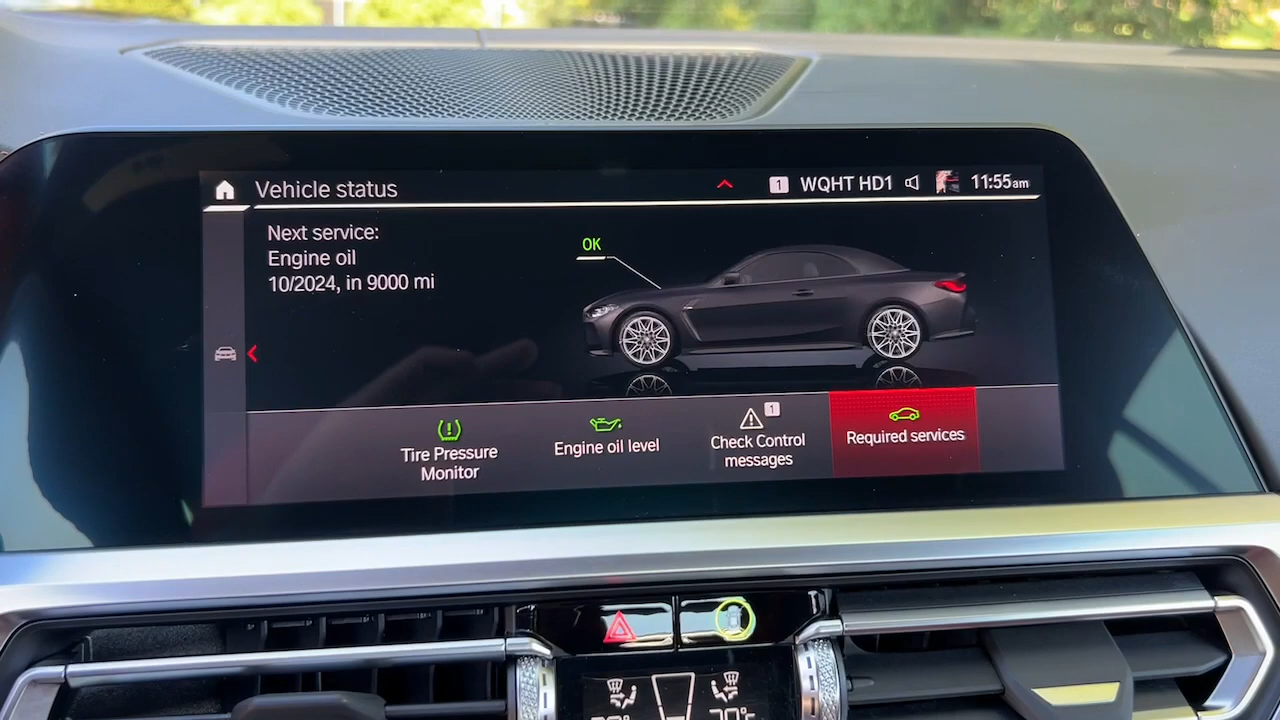 Vehicle status
1 WQHT HD1 11:55am
Next service:
Engine oil
10/2024, in 9000 mi
OK
Tire Pressure
Monitor
Engine oil level
1
Check Control
messages
Required services